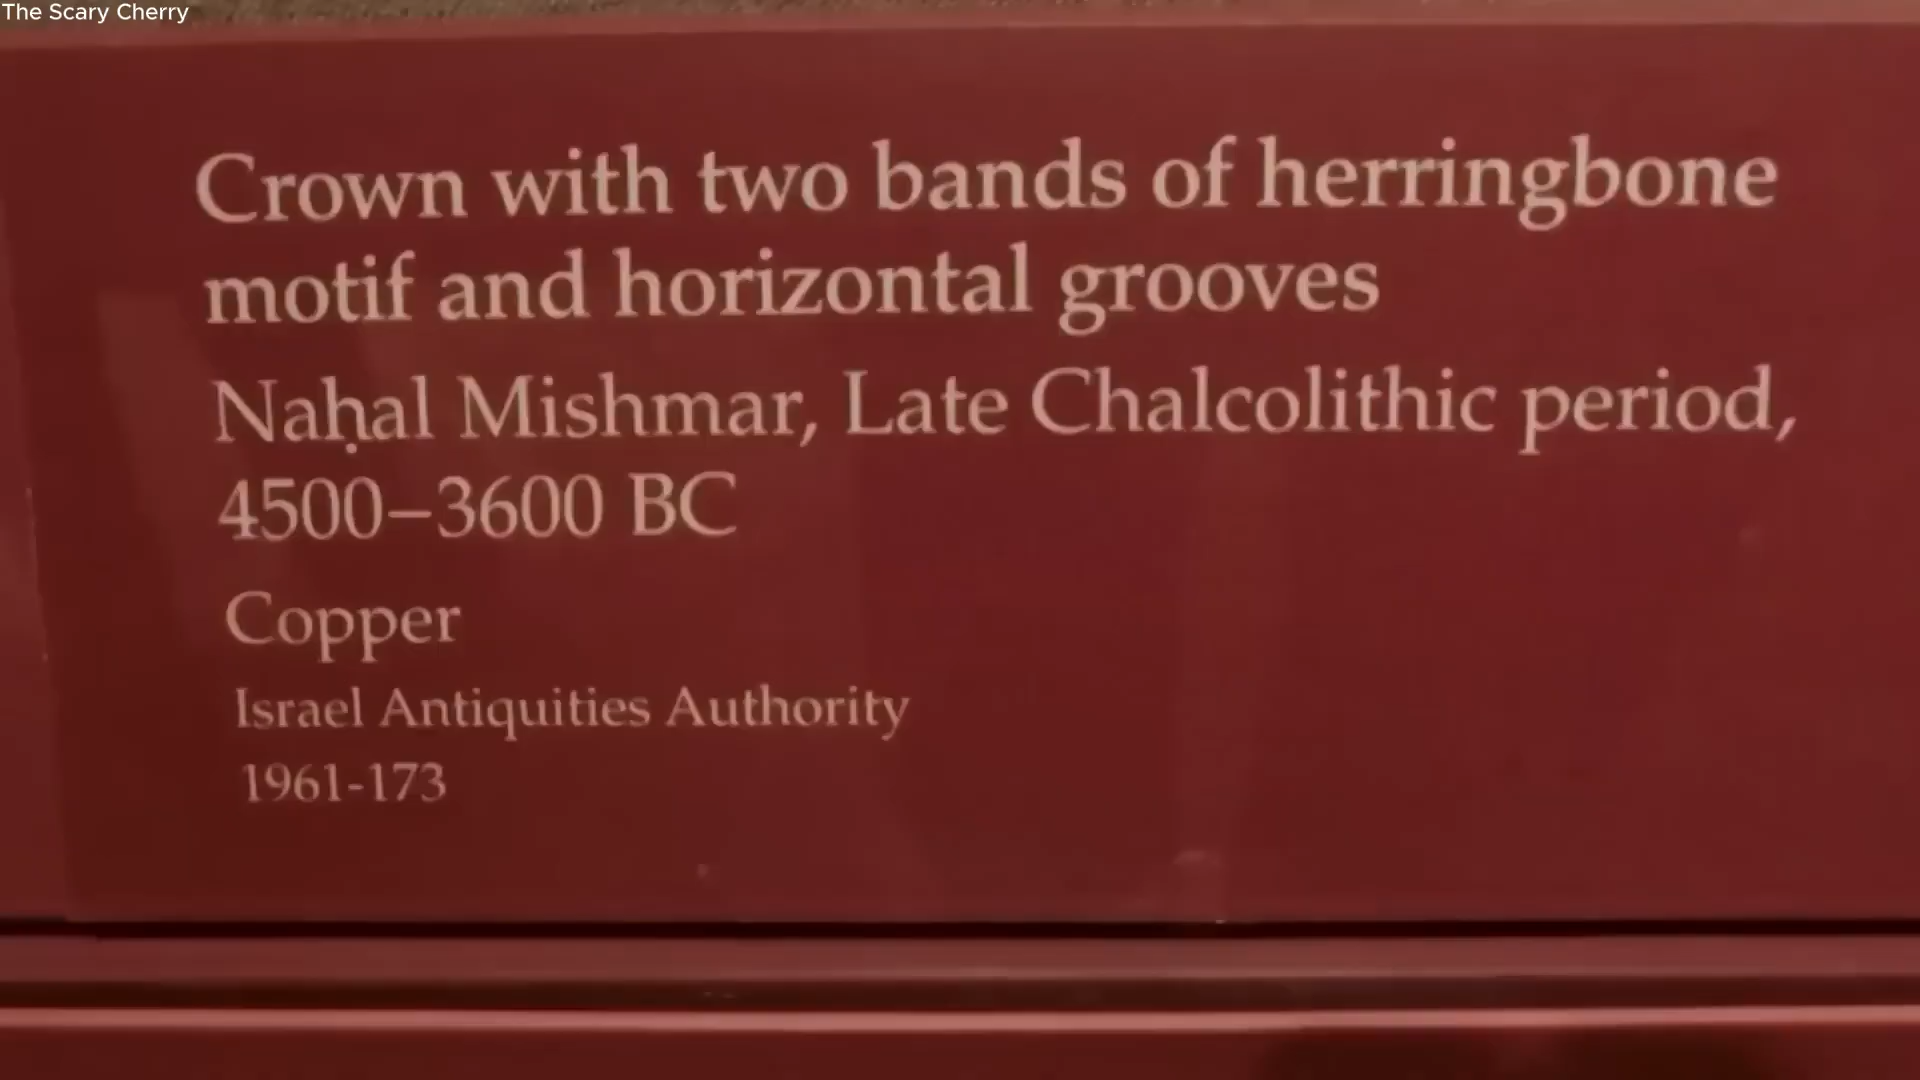 The Scary Cherry
Crown with two bands of herringbone
motif and horizontal grooves
Naḥal Mishmar, Late Chalcolithic period,
4500–3600 BC
Copper
Israel Antiquities Authority
1961-173